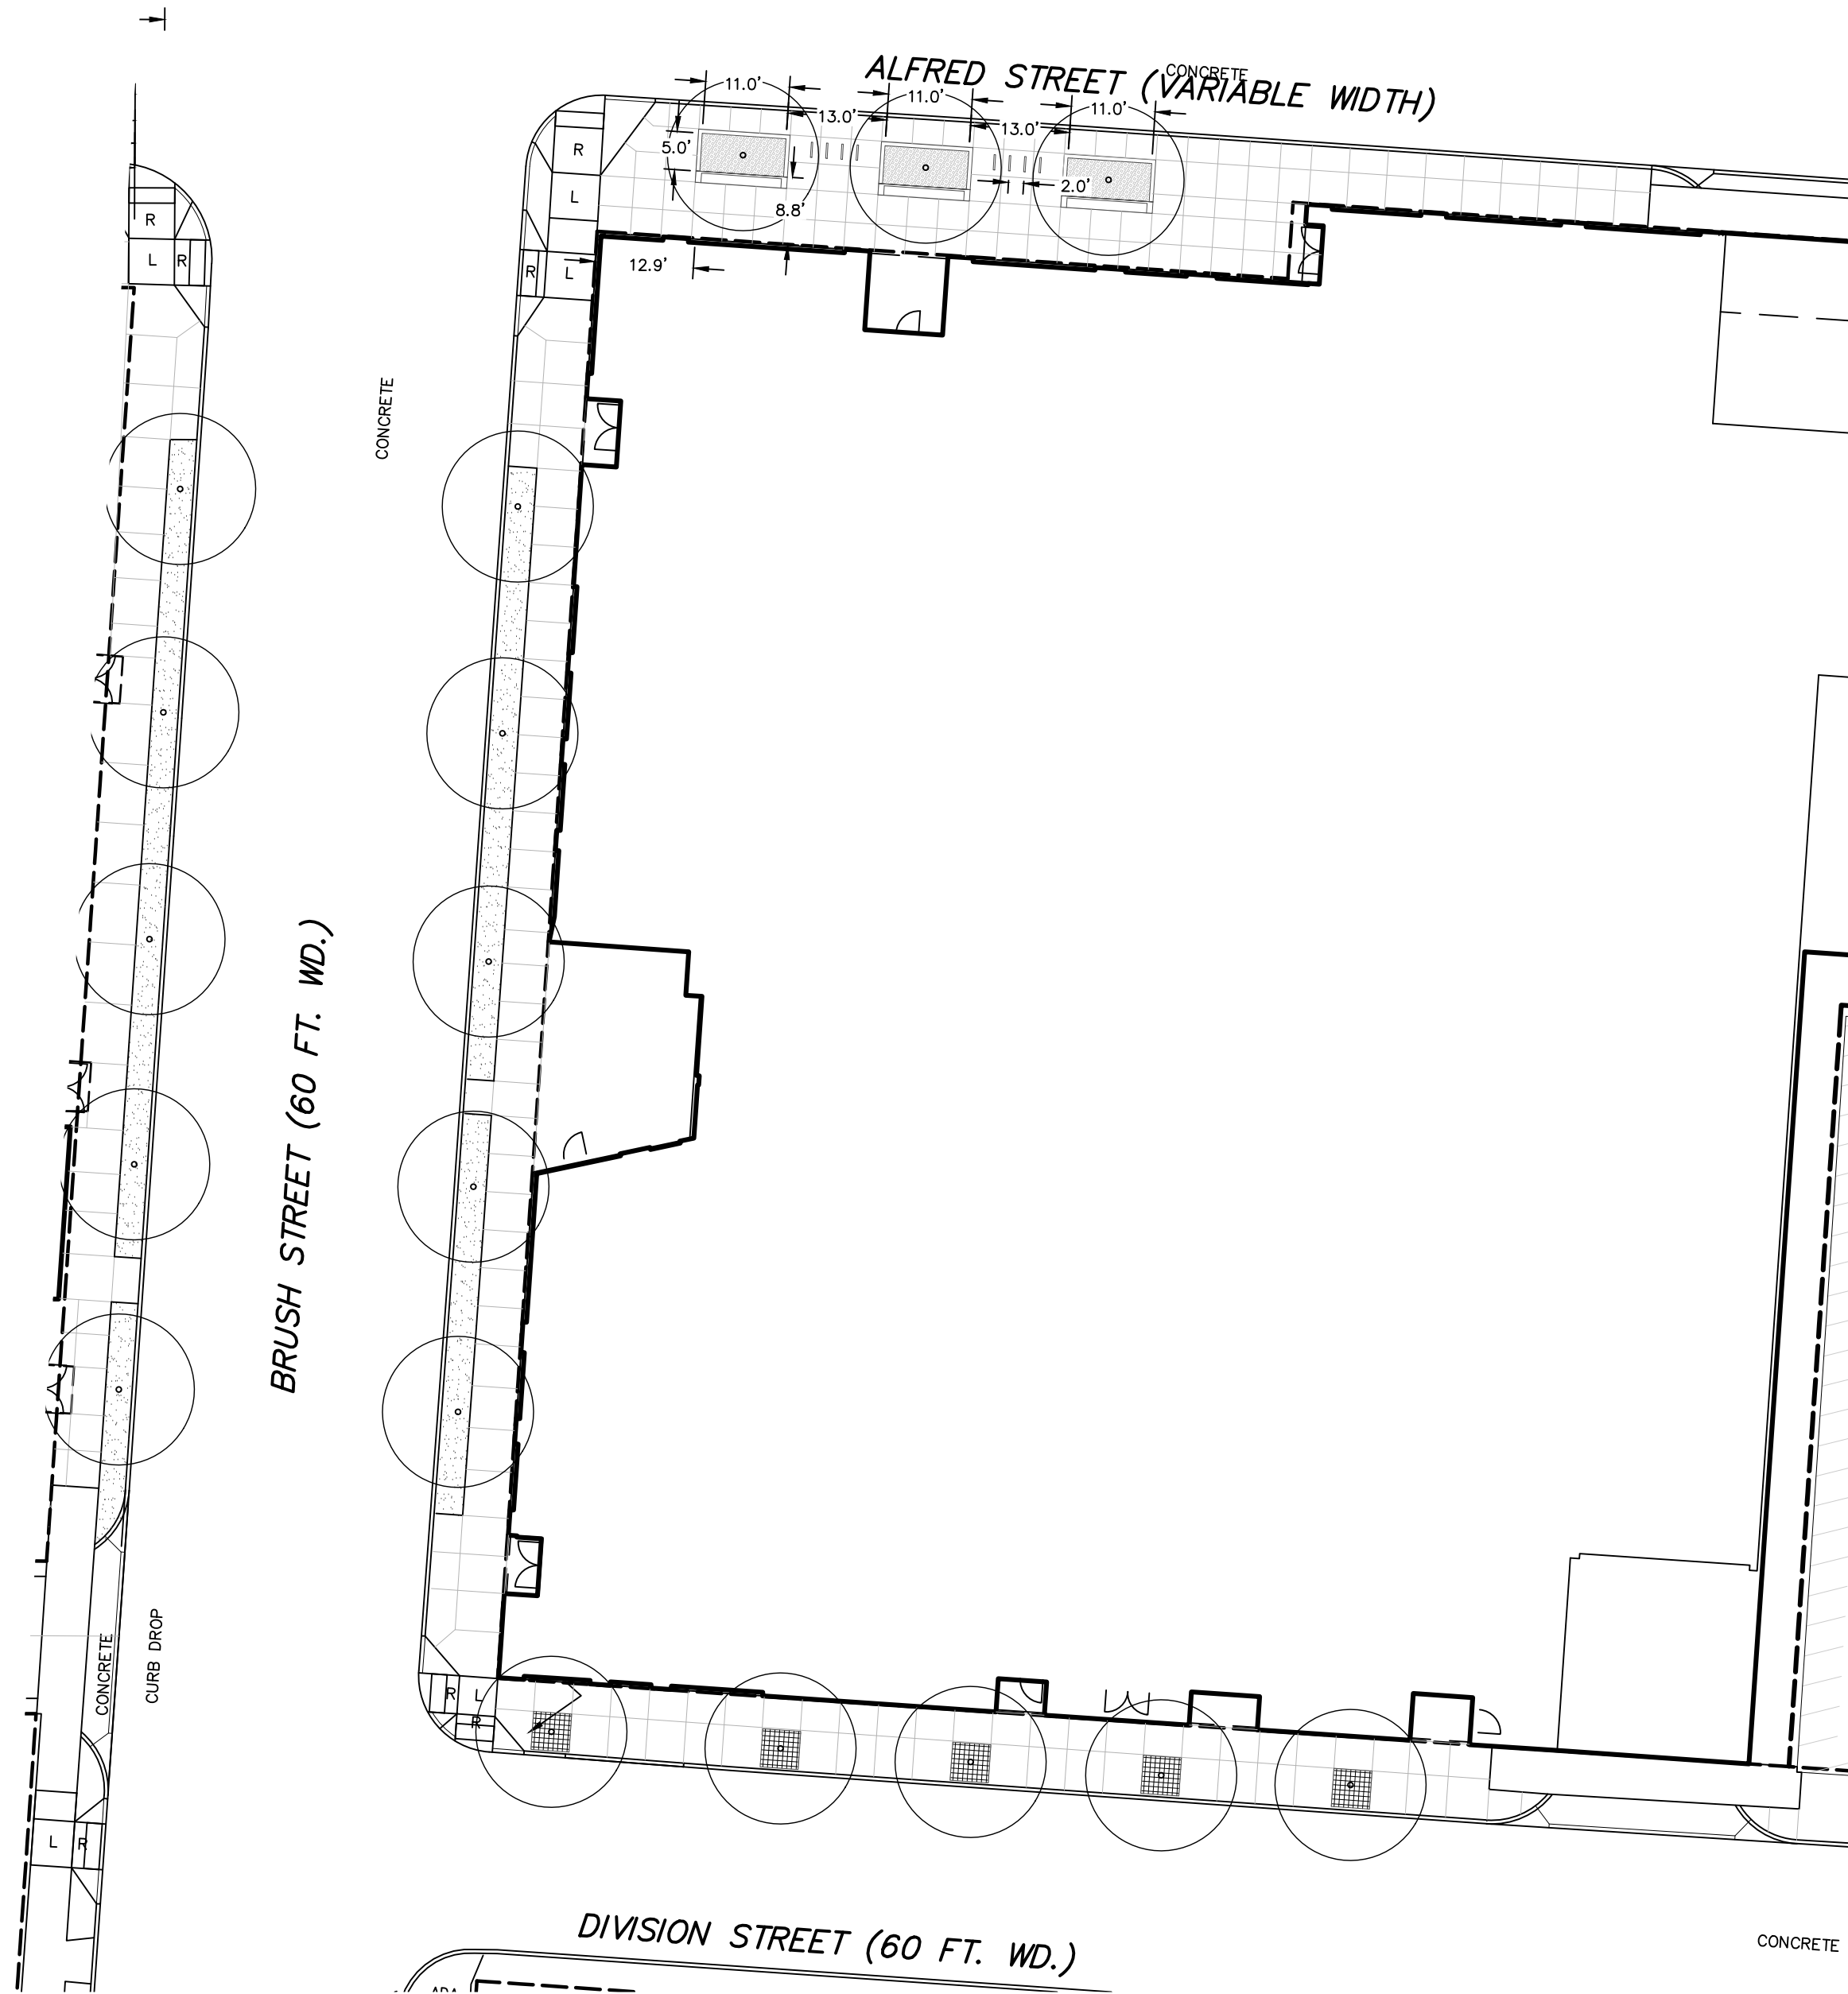 ALFRED STREET (VARIABLE WIDTH)
CONCRETE
11.0'
11.0'
11.0'
13.0'
13.0'
5.0'
2.0'
8.8'
12.9'
R
L
R
L
R
L
R
L
R
CONCRETE
BRUSH STREET (60 FT. WD.)
CONCRETE
CURB DROP
R
L
R
L
R
DIVISION STREET (60 FT. WD.)
CONCRETE